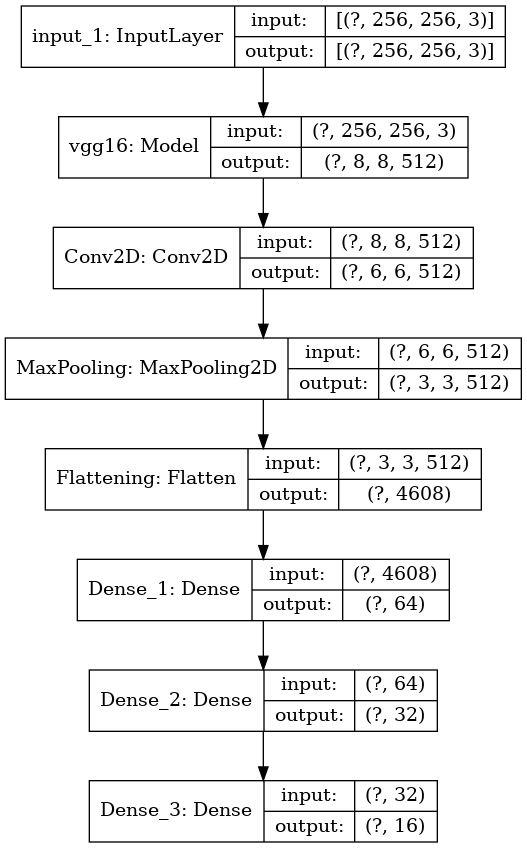 input_1: InputLayer
input:
[(?, 256, 256, 3)]
output:
[(?, 256, 256, 3)]
vgg16: Model
input:
(?, 256, 256, 3)
output:
(?, 8, 8, 512)
Conv2D: Conv2D
input:
(?, 8, 8, 512)
output:
(?, 6, 6, 512)
MaxPooling: MaxPooling2D
input:
(?, 6, 6, 512)
output:
(?, 3, 3, 512)
Flattening: Flatten
input:
(?, 3, 3, 512)
output:
(?, 4608)
Dense_1: Dense
input:
(?, 4608)
output:
(?, 64)
Dense_2: Dense
input:
(?, 64)
output:
(?, 32)
Dense_3: Dense
input:
(?, 32)
output:
(?, 16)